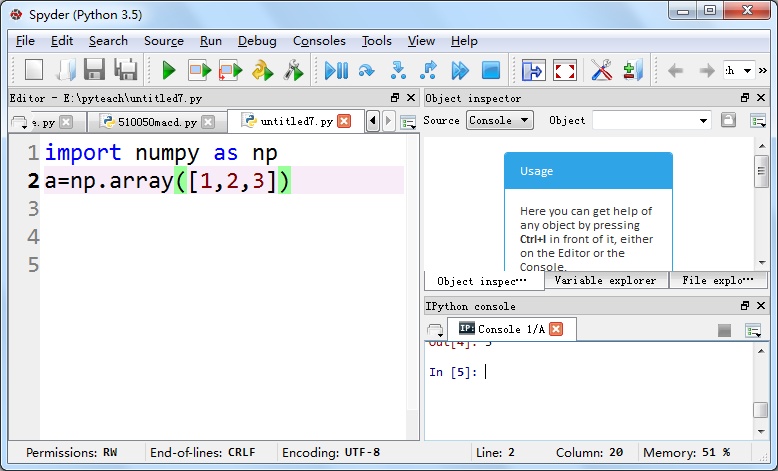 Spyder (Python 3.5)
File Edit Search Source Run Debug Consoles Tools View Help
Editor - E:\pyteach\untitled7.py
Object inspector
e.py 510050macd.py untitled7.py
Source Console Object
1 import numpy as np
2 a=np.array([1,2,3])
3
4
5
Usage
Here you can get help of
any object by pressing
Ctrl+I in front of it, either
on the Editor or the
Console.
Object inspec... Variable explorer File explo...
IPython console
IP: Console 1/A
Out[4]: 3
In [5]:
Permissions: RW End-of-lines: CRLF Encoding: UTF-8 Line: 2 Column: 20 Memory: 51 %